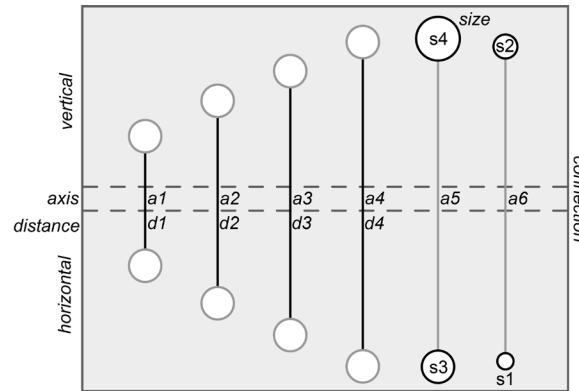 size
s4
s2
vertical
axis
a1
a2
a3
a4
a5
a6
connection
distance
d1
d2
d3
d4
horizontal
s3
s1